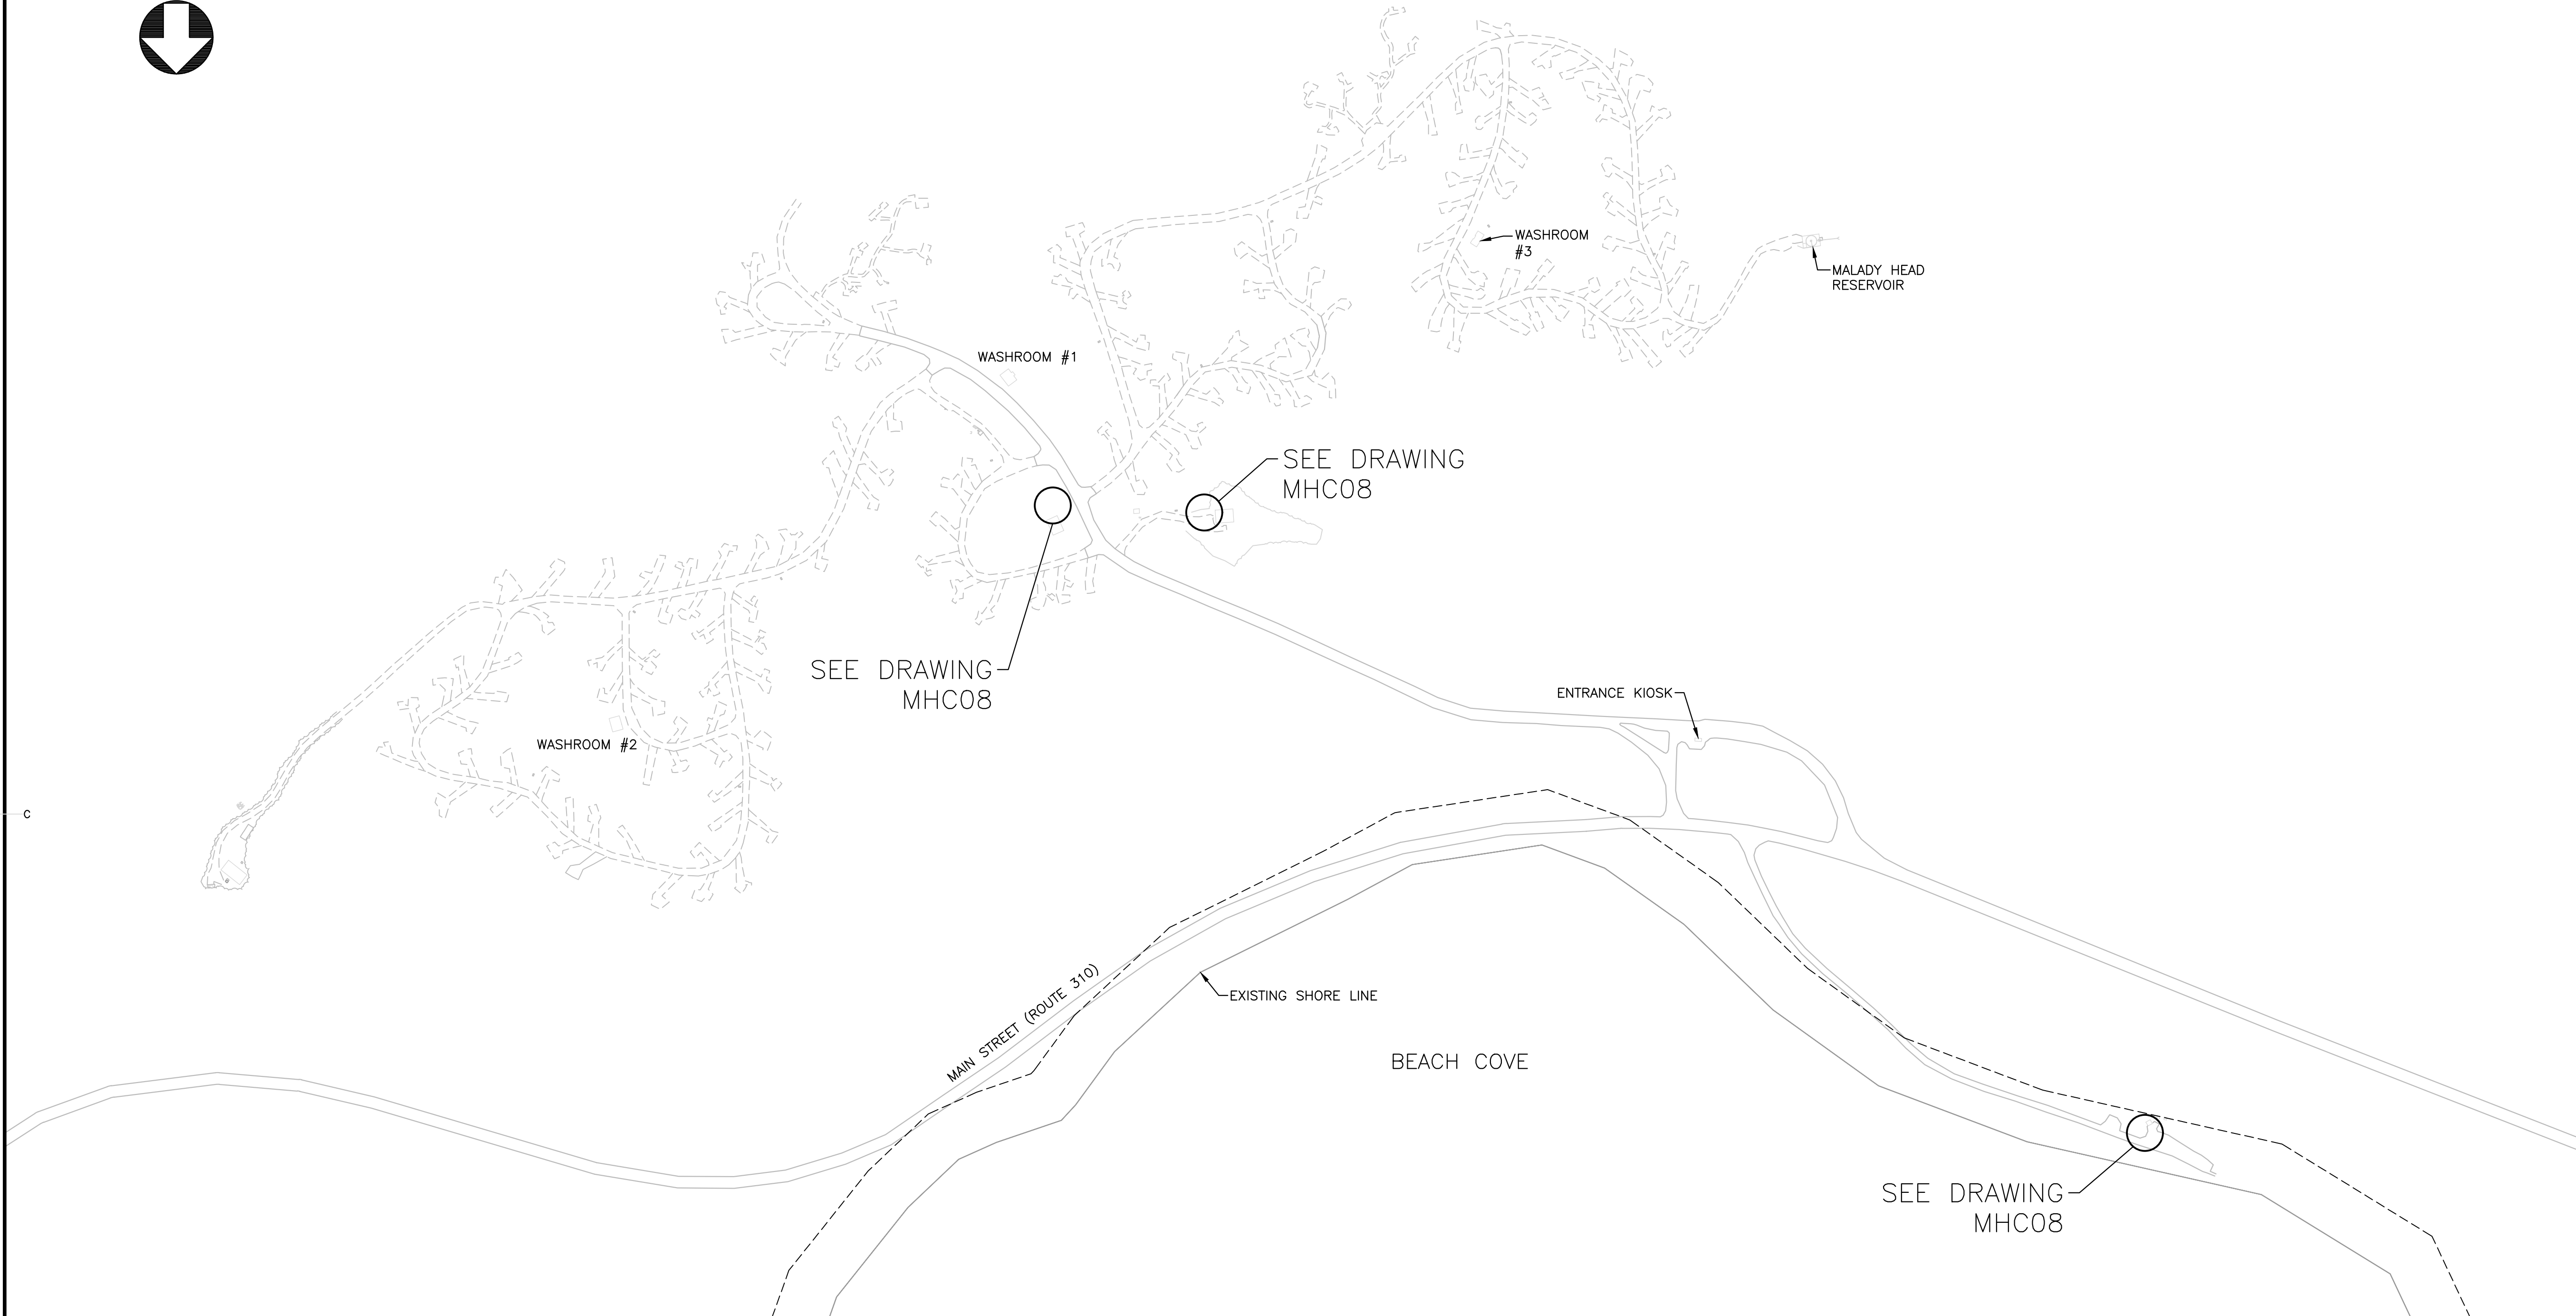 WASHROOM
#3
MALADY HEAD
RESERVOIR
WASHROOM #1
SEE DRAWING
MHC08
SEE DRAWING
MHC08
ENTRANCE KIOSK
WASHROOM #2
C
MAIN STREET (ROUTE 310)
EXISTING SHORE LINE
BEACH COVE
SEE DRAWING
MHC08